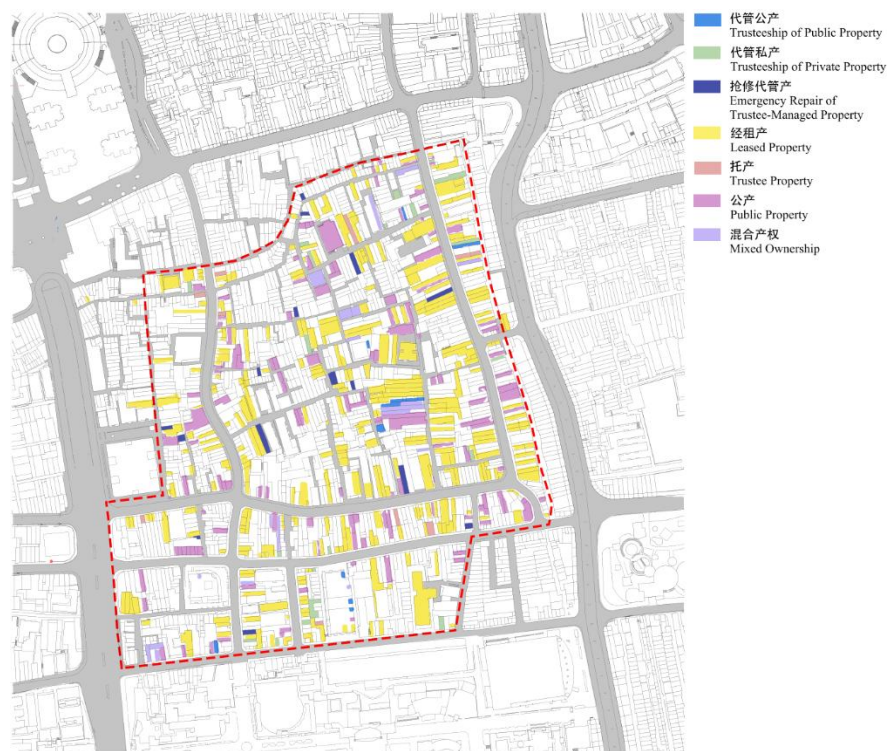 代管公产
Trusteeship of Public Property
代管私产
Trusteeship of Private Property
抢修代管产
Emergency Repair of
Trustee-Managed Property
经租产
Leased Property
托产
Trustee Property
公产
Public Property
混合产权
Mixed Ownership